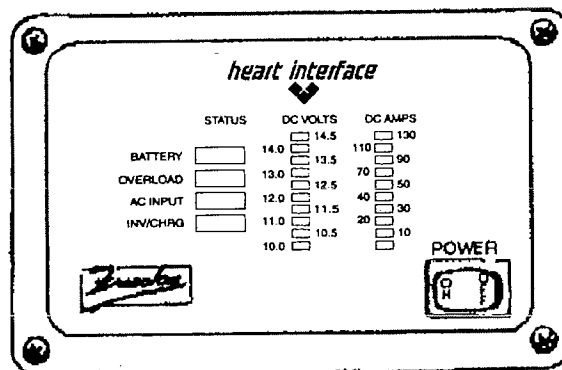 heart interface
STATUS DC VOLTS DC AMPS
14.5 130
14.0 110
BATTERY 13.5 90
13.0 70
OVERLOAD 12.5 50
12.0 40
AC INPUT 11.5 30
11.0 20
INV/CHRG 10.5 10
10.0
POWER
Freedom